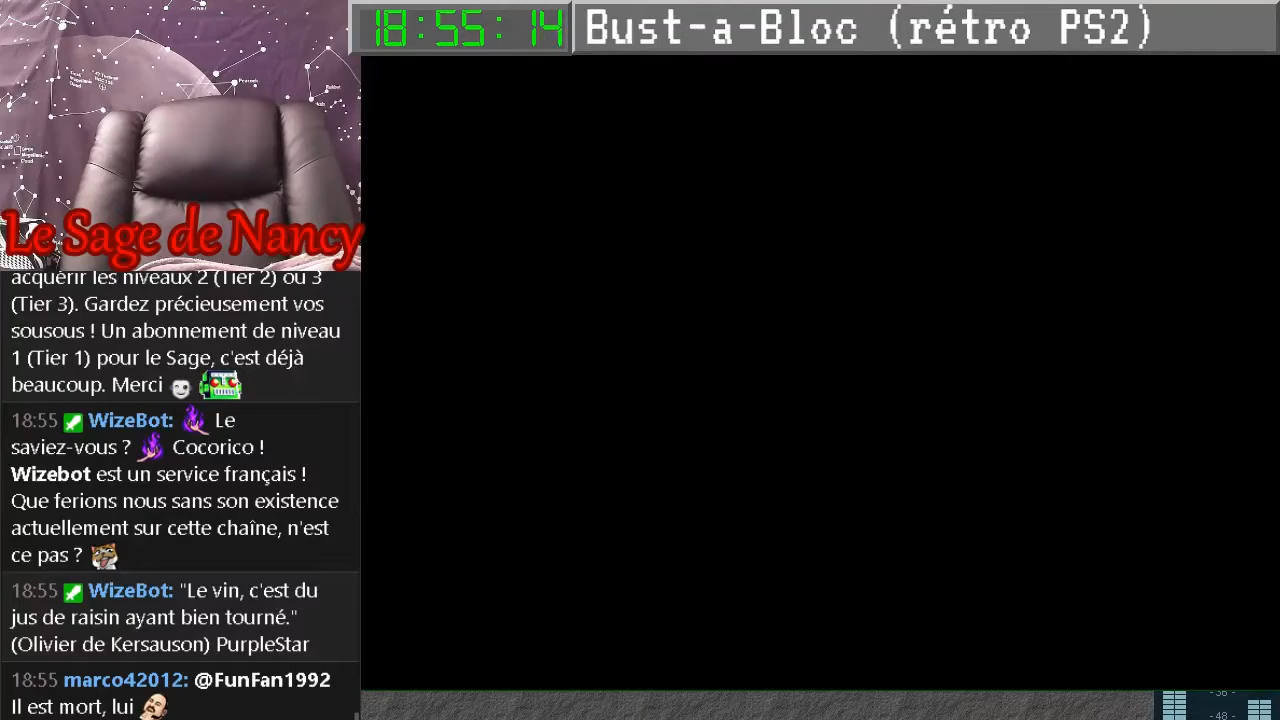 18:55:14
Bust-a-Bloc (rétro PS2)
Le Sage de Nancy
acquérir les niveaux 2 (Tier 2) ou 3
(Tier 3). Gardez précieusement vos
sousous ! Un abonnement de niveau
1 (Tier 1) pour le Sage, c'est déjà
beaucoup. Merci
18:55 WizeBot: Le
saviez-vous ? Cocorico !
Wizebot est un service français !
Que ferions nous sans son existence
actuellement sur cette chaîne, n'est
ce pas ?
18:55 WizeBot: "Le vin, c'est du
jus de raisin ayant bien tourné."
(Olivier de Kersauson) PurpleStar
18:55 marco42012: @FunFan1992
Il est mort, lui
-48-